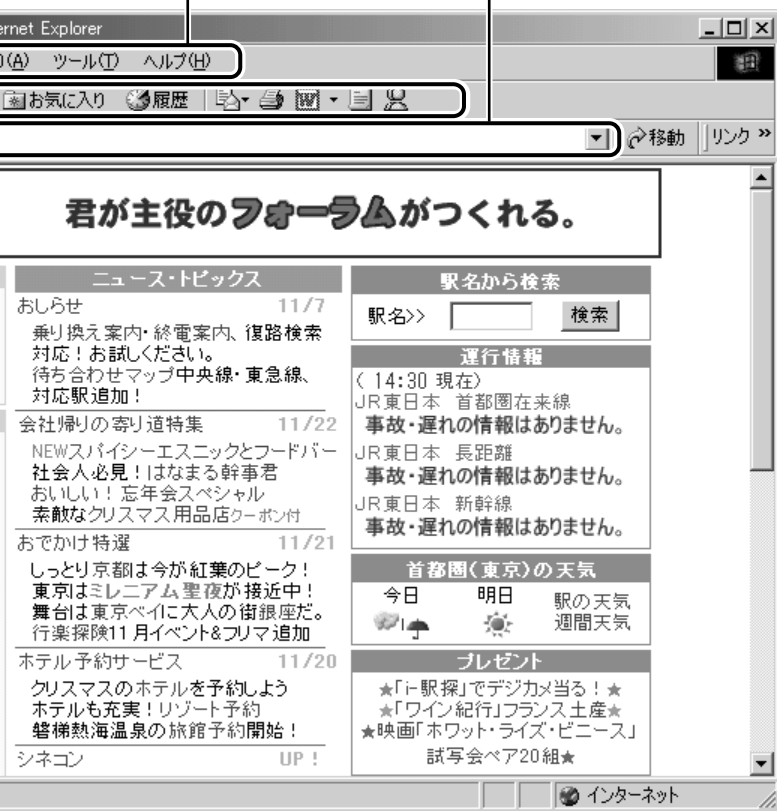 ernet Explorer
(A) ツール(T) ヘルプ(H)
お気に入り 履歴 W
移動 リンク »
君が主役のフォーラムがつくれる。
ニュース・トピックス
おしらせ 11/7
乗り換え案内・終電案内、復路検索
対応！お試しください。
待ち合わせマップ中央線・東急線、
対応駅追加！
会社帰りの寄り道特集 11/22
NEWスパイシーエスニックとフードバー
社会人必見！はなまる幹事君
おいしい！忘年会スペシャル
素敵なクリスマス用品店クーポン付
おでかけ特選 11/21
しっとり京都は今が紅葉のピーク！
東京はミレニアム聖夜が接近中！
舞台は東京ベイに大人の街銀座だ。
行楽探険11月イベント&フリマ追加
ホテル予約サービス 11/20
クリスマスのホテルを予約しよう
ホテルも充実！リゾート予約
磐梯熱海温泉の旅館予約開始！
シネコン UP！
駅名から検索
駅名>> 検索
運行情報
( 14:30 現在)
JR東日本 首都圏在来線
事故・遅れの情報はありません。
JR東日本 長距離
事故・遅れの情報はありません。
JR東日本 新幹線
事故・遅れの情報はありません。
首都圏(東京)の天気
今日 明日 駅の天気
週間天気
プレゼント
★「i-駅探」でデジカメ当る！★
★「ワイン紀行」フランス土産★
★映画「ホワット・ライズ・ビニース」
試写会ペア20組★
インターネット